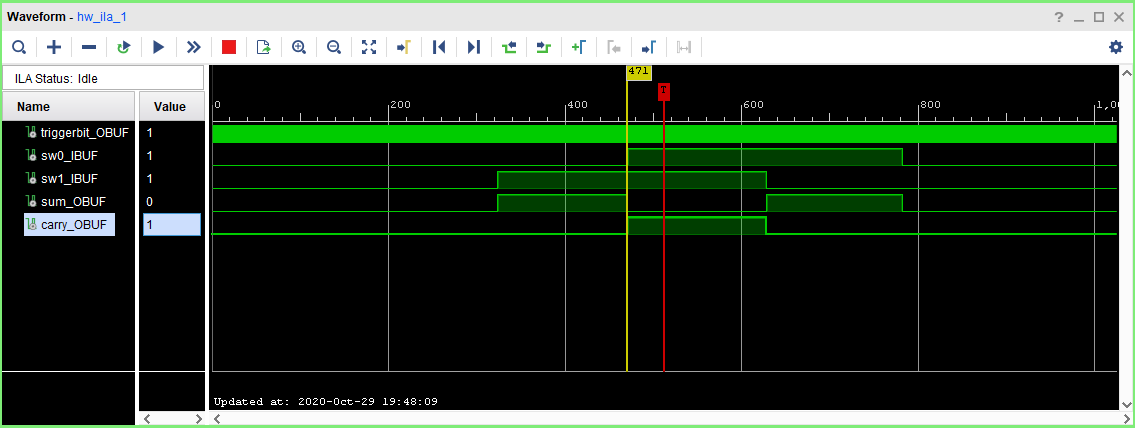 Waveform - hw_ila_1
?
ILA Status: Idle
Name Value
471
T
0 200 400 600 800 1,0
triggerbit_OBUF 1
sw0_IBUF 1
sw1_IBUF 1
sum_OBUF 0
carry_OBUF 1
Updated at: 2020-Oct-29 19:48:09